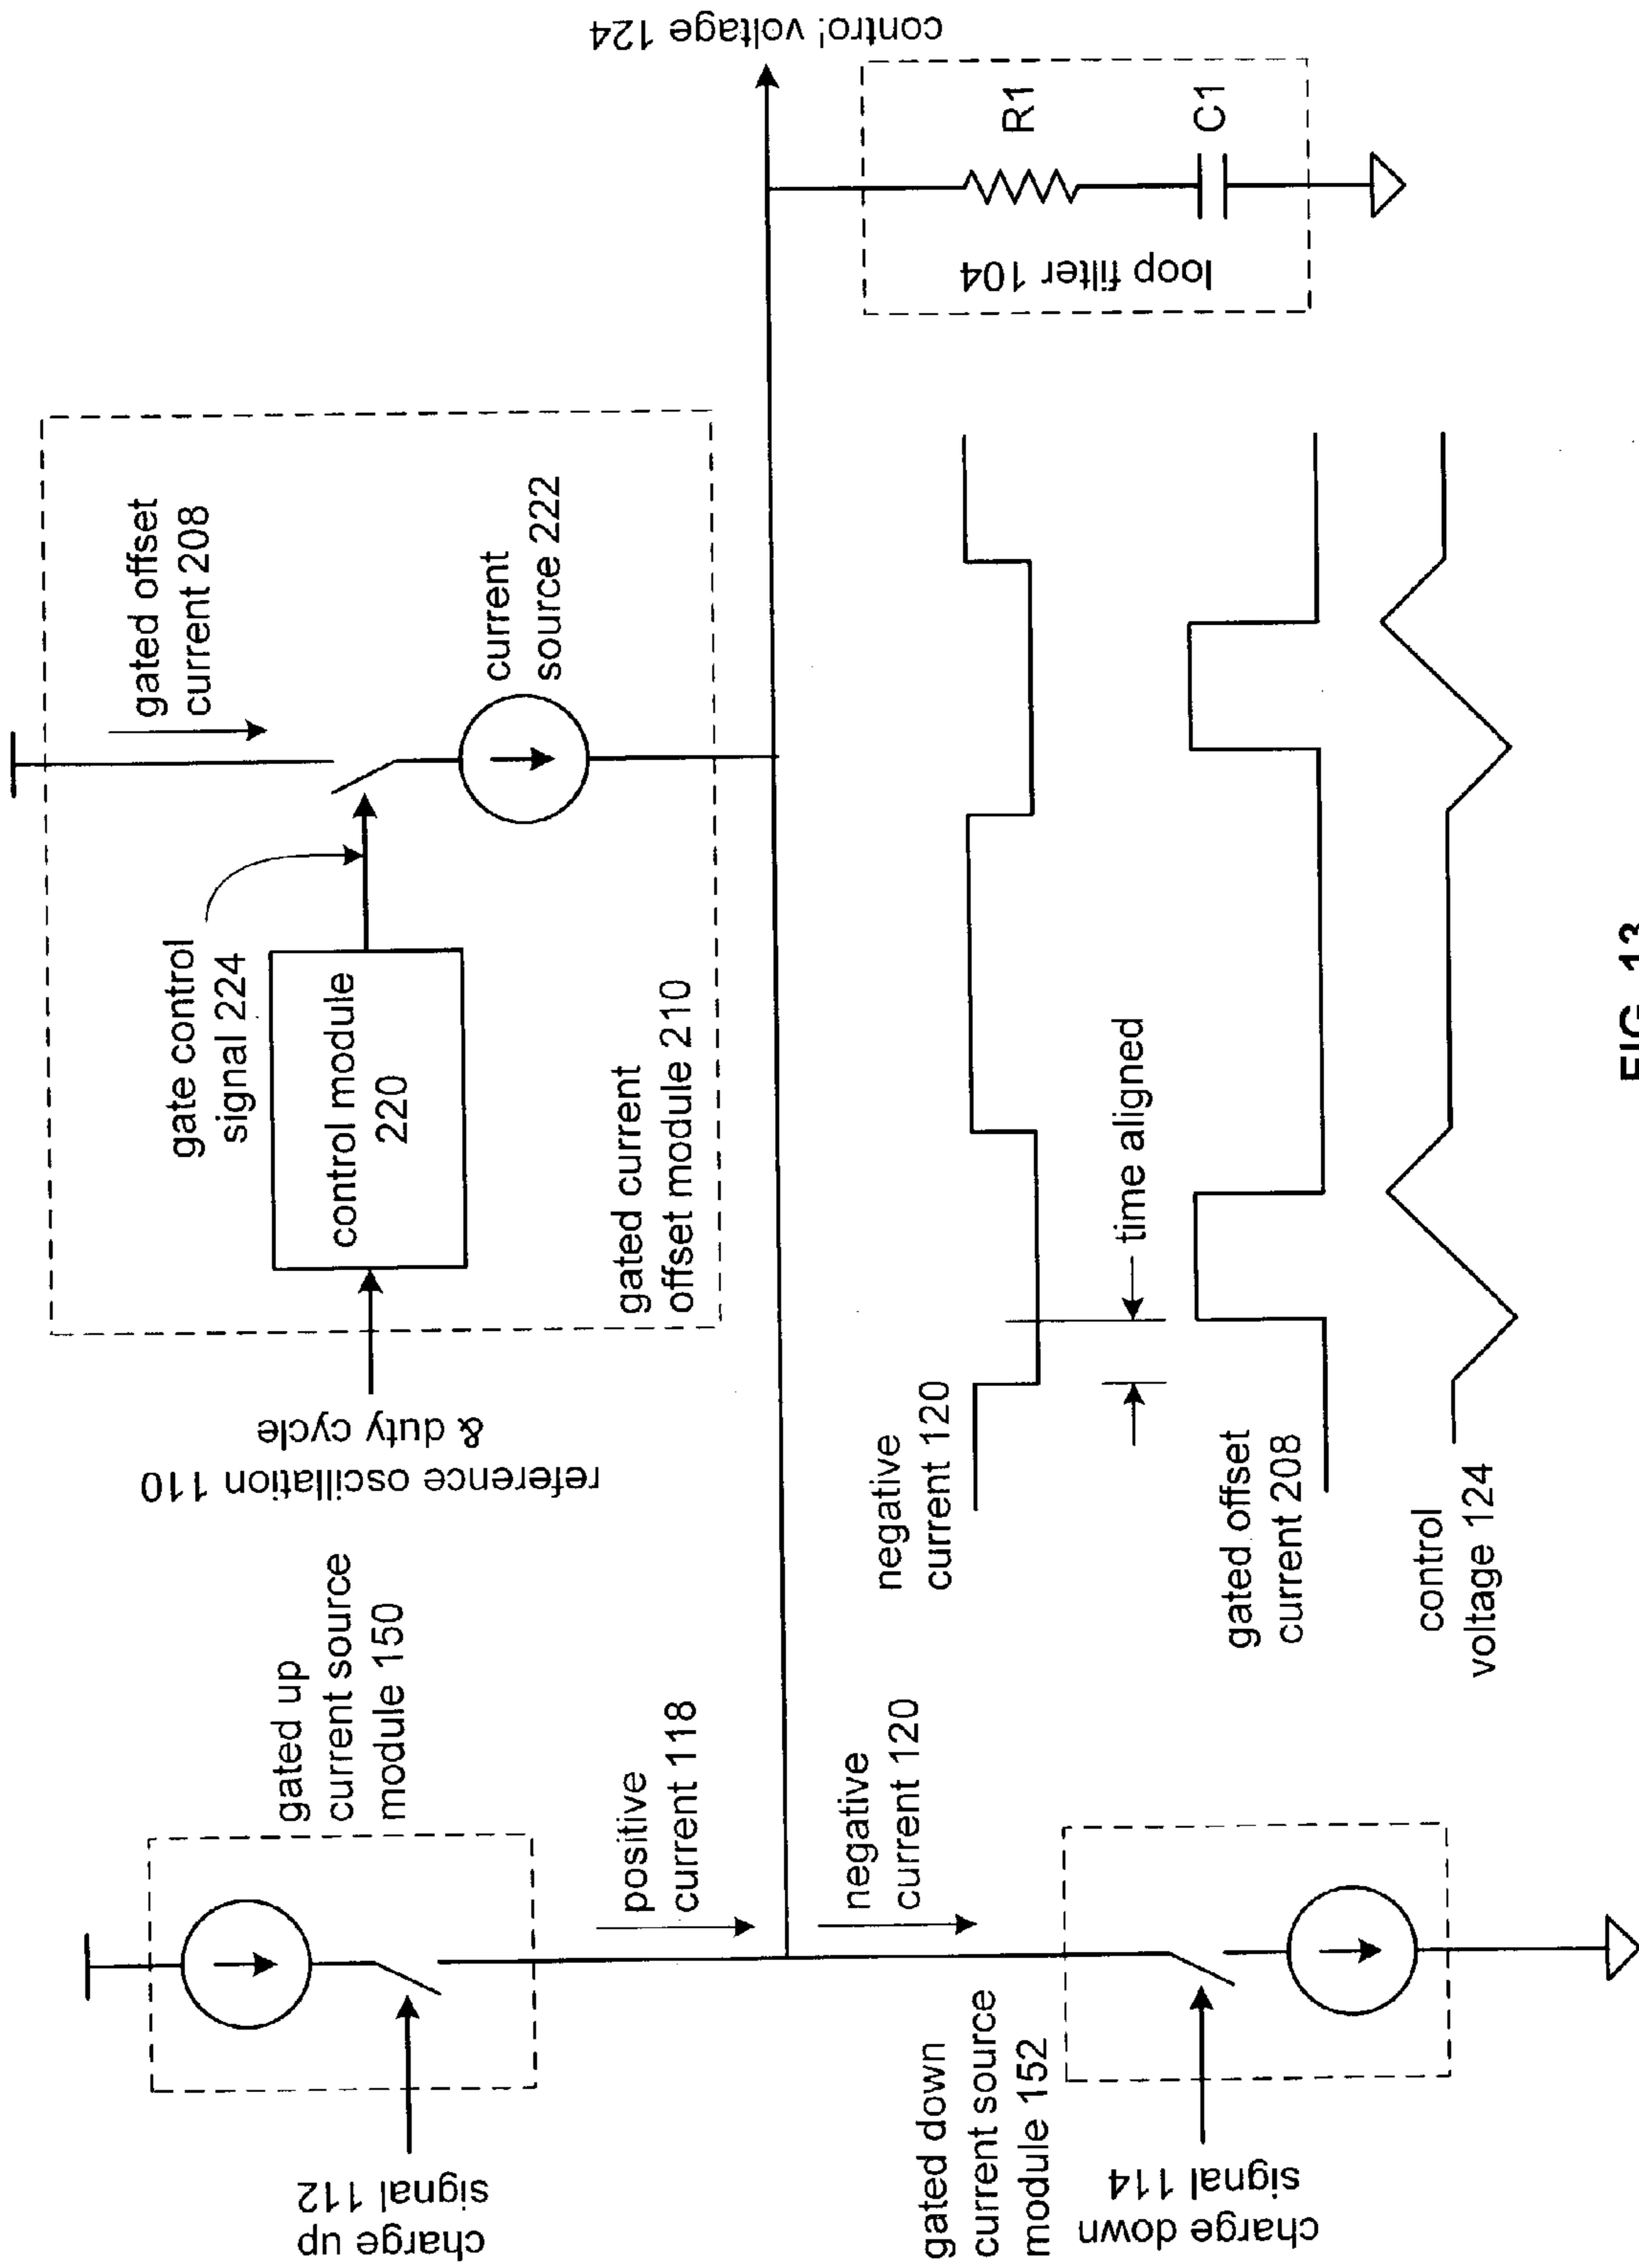 charge up
signal 112
gated up
current source
module 150
positive
current 118
negative
current 120
gated down
current source
module 152
charge down
signal 114
reference oscillation 110
& duty cycle
gate control
signal 224
control module
220
gated current
offset module 210
gated offset
current 208
current
source 222
control voltage 124
loop filter 104
R1
C1
negative
current 120
time aligned
gated offset
current 208
control
voltage 124
FIG. 13